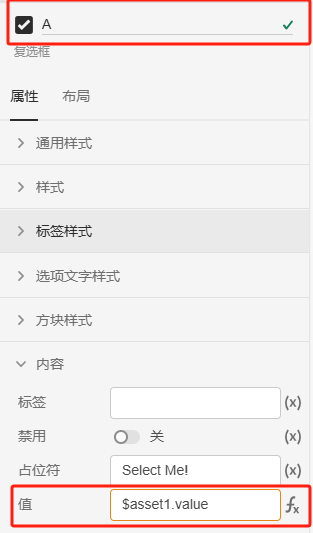 A
复选框
属性 布局
通用样式
样式
标签样式
选项文字样式
方块样式
内容
标签 (x)
禁用 关 (x)
占位符 Select Me! (x)
值 $asset1.value fx